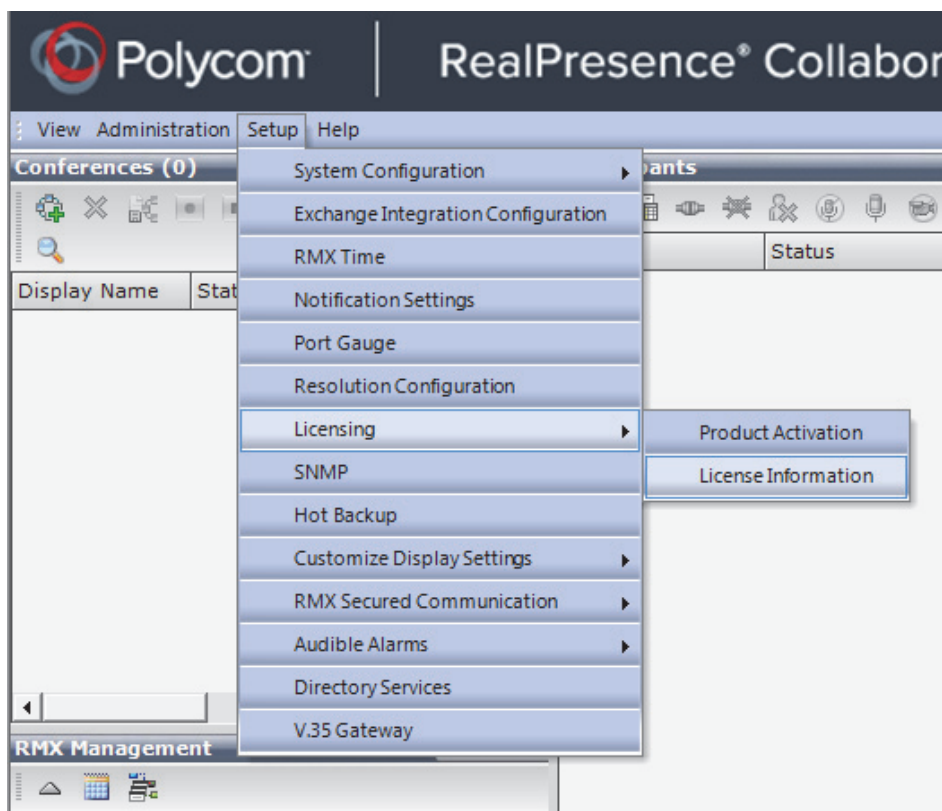 Polycom
RealPresence® Collabor
View Administration Setup Help
Conferences (0)
pants
Status
Display Name Stat
System Configuration
Exchange Integration Configuration
RMX Time
Notification Settings
Port Gauge
Resolution Configuration
Licensing
Product Activation
License Information
SNMP
Hot Backup
Customize Display Settings
RMX Secured Communication
Audible Alarms
Directory Services
V.35 Gateway
RMX Management